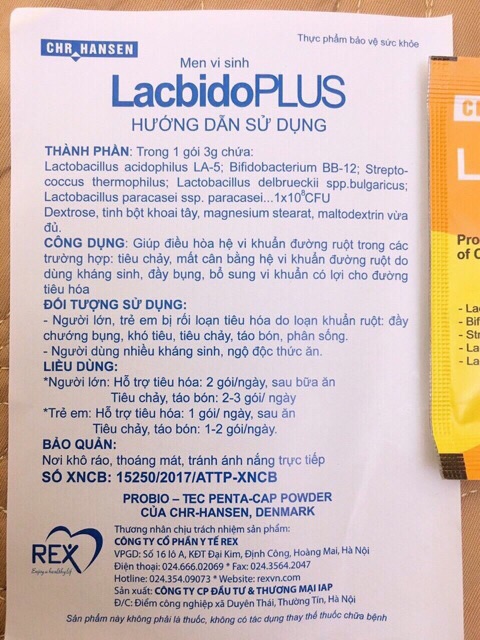 CHR HANSEN
Thực phẩm bảo vệ sức khỏe
Men vi sinh
LacbidoPLUS
HƯỚNG DẪN SỬ DỤNG
THÀNH PHẦN: Trong 1 gói 3g chứa:
Lactobacillus acidophilus LA-5; Bifidobacterium BB-12; Strepto-
coccus thermophilus; Lactobacillus delbrueckii spp.bulgaricus;
Lactobacillus paracasei ssp. paracasei...1x10⁸CFU
Dextrose, tinh bột khoai tây, magnesium stearat, maltodextrin vừa
đủ.
CÔNG DỤNG: Giúp điều hòa hệ vi khuẩn đường ruột trong các
trường hợp: tiêu chảy, mất cân bằng hệ vi khuẩn đường ruột do
dùng kháng sinh, đầy bụng, bổ sung vi khuẩn có lợi cho đường
tiêu hóa
ĐỐI TƯỢNG SỬ DỤNG:
- Người lớn, trẻ em bị rối loạn tiêu hóa do loạn khuẩn ruột: đầy
chướng bụng, khó tiêu, tiêu chảy, táo bón, phân sống.
- Người dùng nhiều kháng sinh, ngộ độc thức ăn.
LIỀU DÙNG:
*Người lớn: Hỗ trợ tiêu hóa: 2 gói/ngày, sau bữa ăn
Tiêu chảy, táo bón: 2-3 gói/ ngày
*Trẻ em: Hỗ trợ tiêu hóa: 1 gói/ ngày, sau ăn
Tiêu chảy, táo bón: 1-2 gói/ngày.
BẢO QUẢN:
Nơi khô ráo, thoáng mát, tránh ánh nắng trực tiếp
SỐ XNCB: 15250/2017/ATTP-XNCB
PROBIO – TEC PENTA-CAP POWDER
CỦA CHR-HANSEN, DENMARK
Thương nhân chịu trách nhiệm sản phẩm:
CÔNG TY CỔ PHẦN Y TẾ REX
VPGD: Số 16 lô A, KĐT Đại Kim, Định Công, Hoàng Mai, Hà Nội
Điện thoại: 024.666.02069 * Fax: 024.3564.2047
Hotline: 024.354.09073 * Website: rexvn.com
Sản xuất: CÔNG TY CP ĐẦU TƯ & THƯƠNG MẠI IAP
Đ/C: Điểm công nghiệp xã Duyên Thái, Thường Tín, Hà Nội
REX
Enjoy a healthy life
Sản phẩm này không phải là thuốc, không có tác dụng thay thế thuốc chữa bệnh
C
L
Pro
of C
- La
- Bif
- Str
- La
- La